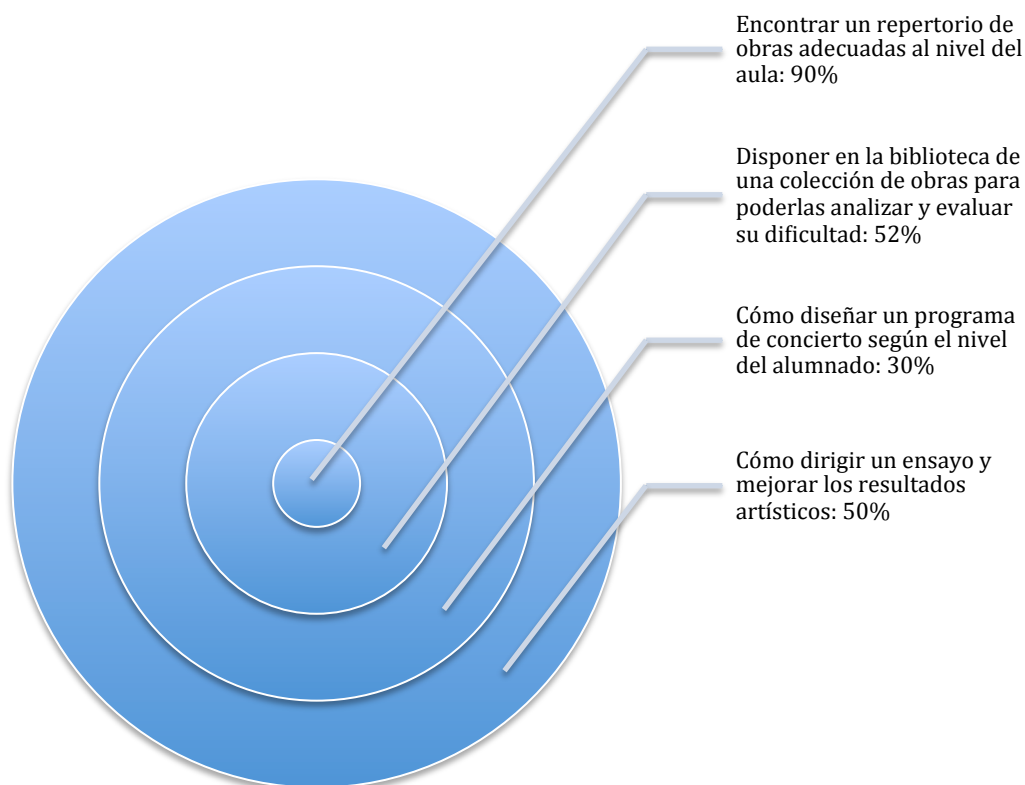 Encontrar un repertorio de
obras adecuadas al nivel del
aula: 90%
Disponer en la biblioteca de
una colección de obras para
poderlas analizar y evaluar
su dificultad: 52%
Cómo diseñar un programa
de concierto según el nivel
del alumnado: 30%
Cómo dirigir un ensayo y
mejorar los resultados
artísticos: 50%